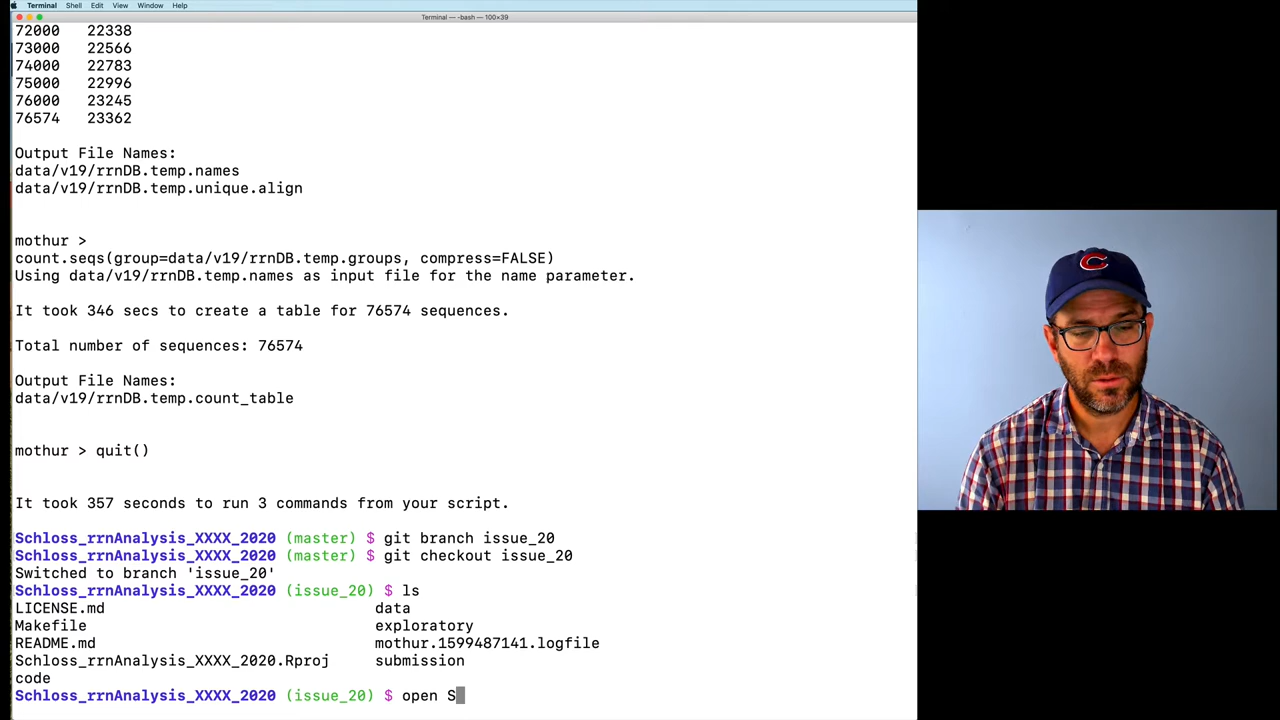 Terminal Shell Edit View Window Help
Terminal — -bash — 100×39
72000 22338
73000 22566
74000 22783
75000 22996
76000 23245
76574 23362
Output File Names:
data/v19/rrnDB.temp.names
data/v19/rrnDB.temp.unique.align
mothur >
count.seqs(group=data/v19/rrnDB.temp.groups, compress=FALSE)
Using data/v19/rrnDB.temp.names as input file for the name parameter.
It took 346 secs to create a table for 76574 sequences.
Total number of sequences: 76574
Output File Names:
data/v19/rrnDB.temp.count_table
mothur > quit()
It took 357 seconds to run 3 commands from your script.
Schloss_rrnAnalysis_XXXX_2020 (master) $ git branch issue_20
Schloss_rrnAnalysis_XXXX_2020 (master) $ git checkout issue_20
Switched to branch 'issue_20'
Schloss_rrnAnalysis_XXXX_2020 (issue_20) $ ls
LICENSE.md data
Makefile exploratory
README.md mothur.1599487141.logfile
Schloss_rrnAnalysis_XXXX_2020.Rproj submission
code
Schloss_rrnAnalysis_XXXX_2020 (issue_20) $ open S
C